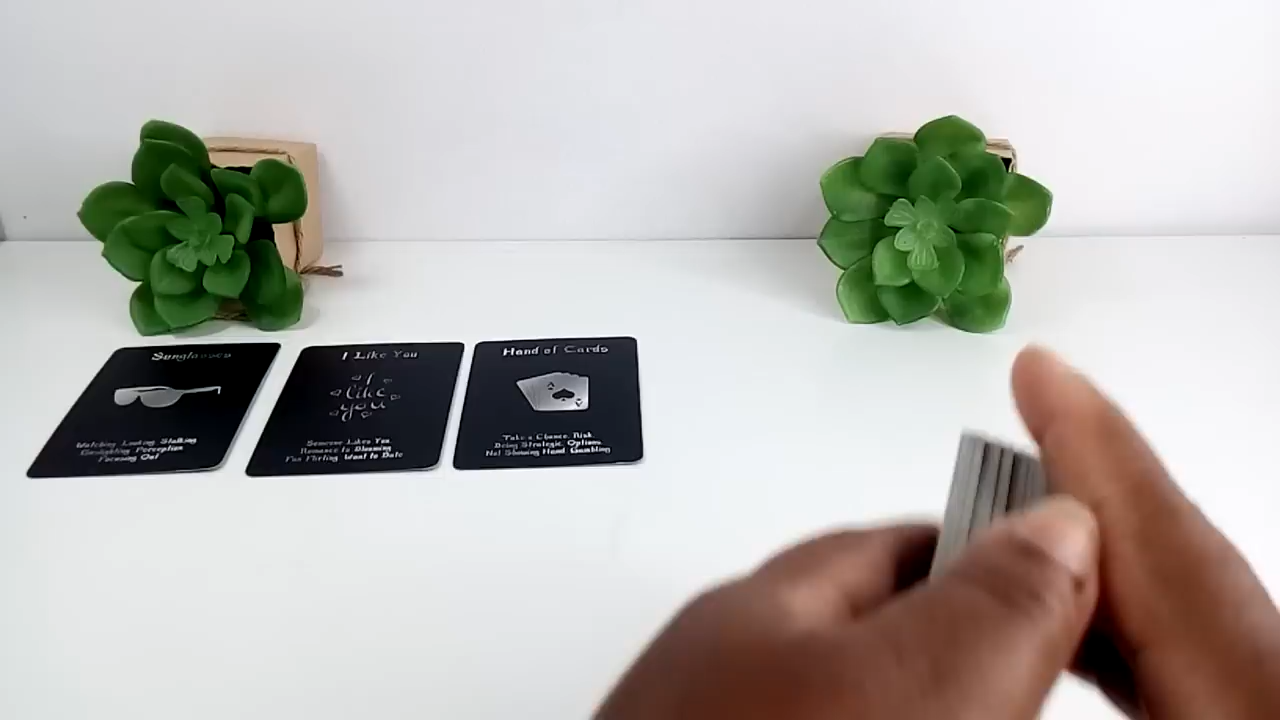 Sunglasses
Watching Looking Stalking
Gaslighting Perception
Focusing Out
I Like You
I
like
you
Someone Likes You
Romance is Blooming
Fun Flirting Want to Date
Hand of Cards
A
A
Take a Chance Risk
Being Strategic Options
Not Showing Hand Gambling